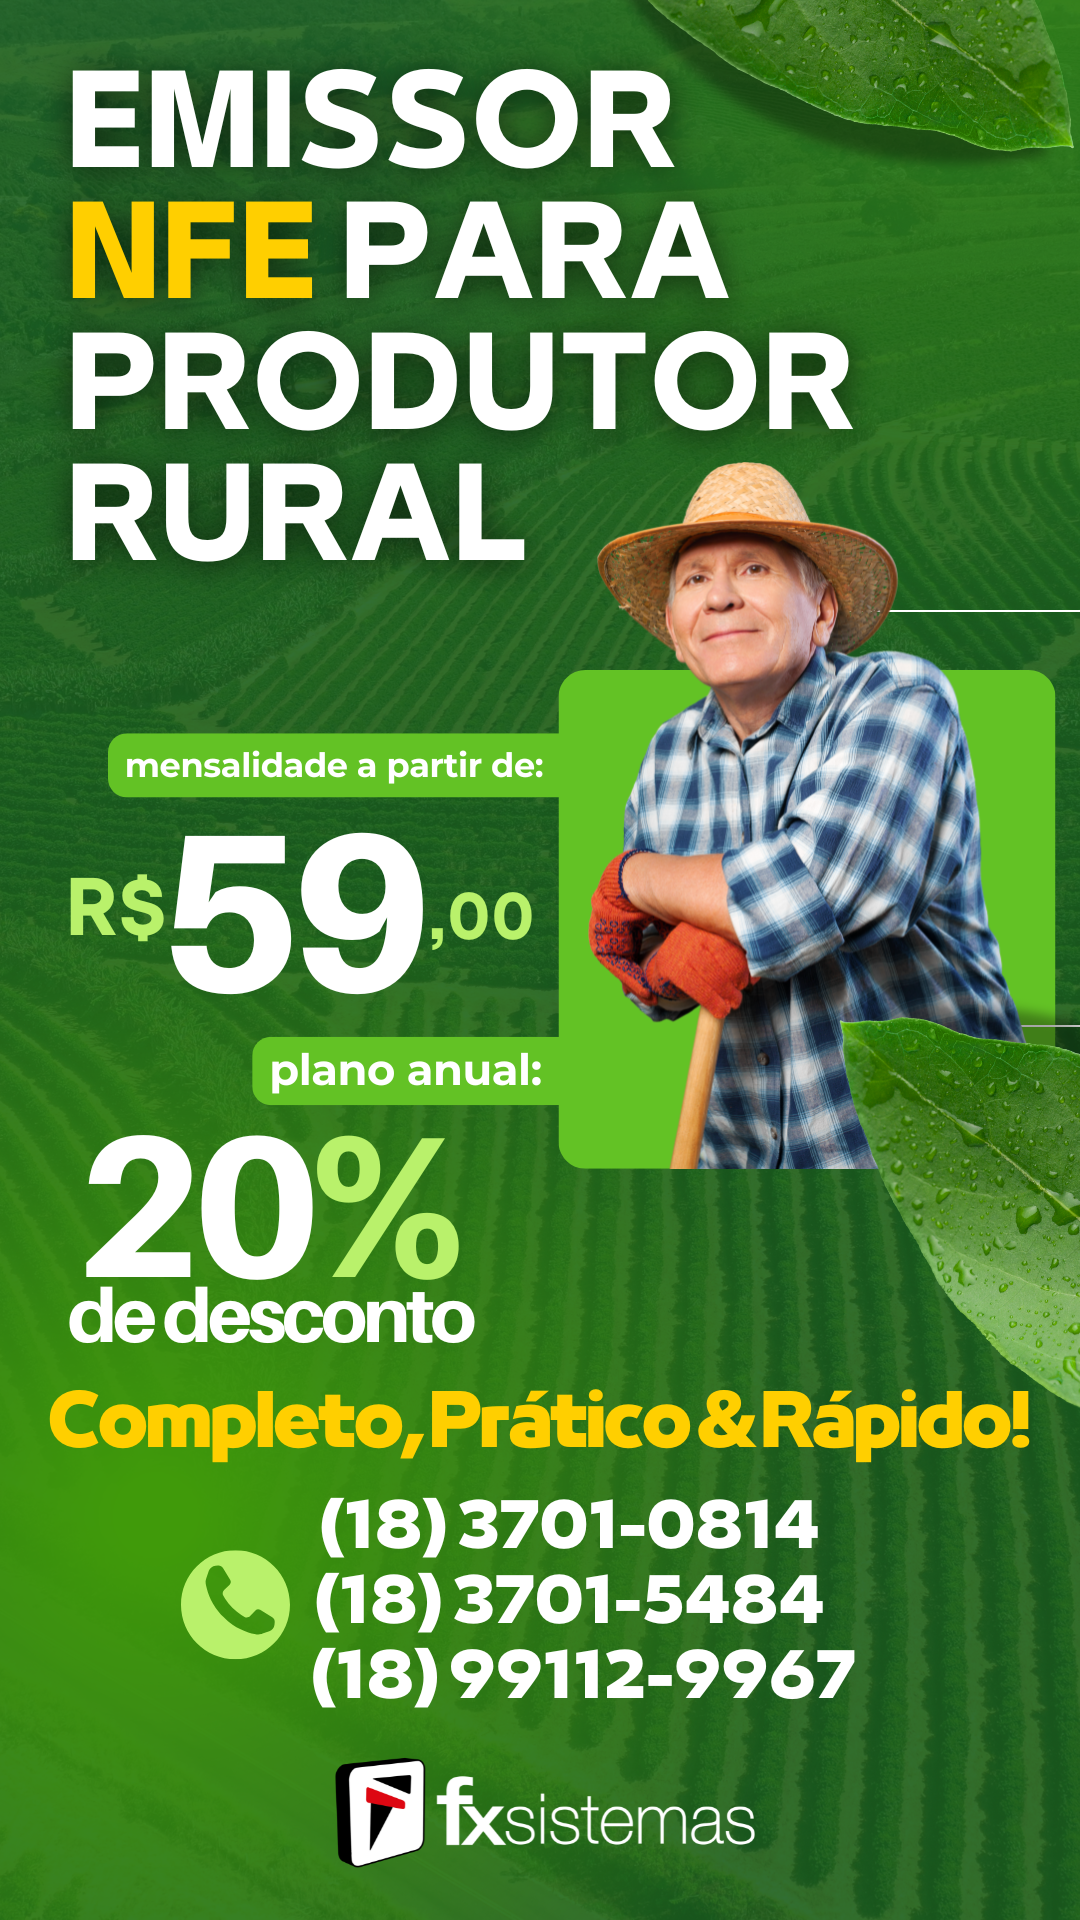 EMISSOR
NFE PARA
PRODUTOR
RURAL
mensalidade a partir de:
R$59,00
plano anual:
20%
de desconto
Completo, Prático & Rápido!
(18) 3701-0814
(18) 3701-5484
(18) 99112-9967
fxsistemas